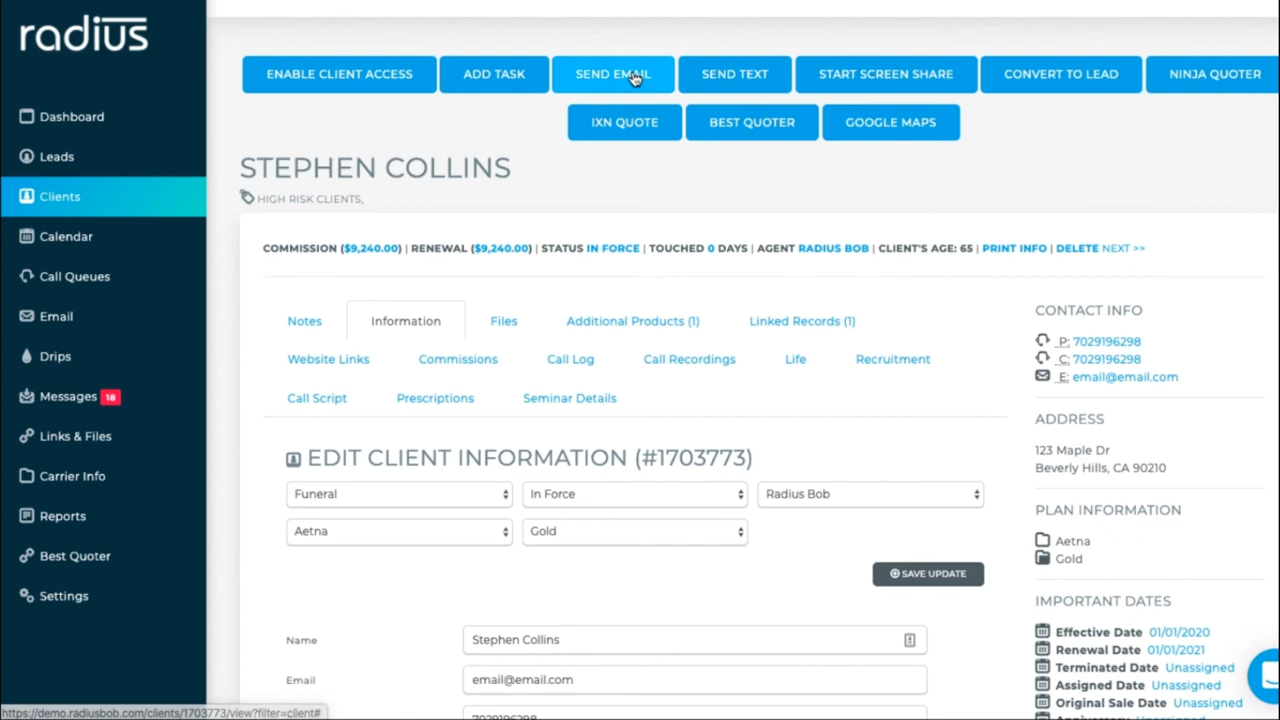 radius
Dashboard
Leads
Clients
Calendar
Call Queues
Email
Drips
Messages 18
Links & Files
Carrier Info
Reports
Best Quoter
Settings
ENABLE CLIENT ACCESS ADD TASK SEND EMAIL SEND TEXT START SCREEN SHARE CONVERT TO LEAD NINJA QUOTER
IXN QUOTE BEST QUOTER GOOGLE MAPS
STEPHEN COLLINS
HIGH RISK CLIENTS,
COMMISSION ($9,240.00) | RENEWAL ($9,240.00) | STATUS IN FORCE | TOUCHED 0 DAYS | AGENT RADIUS BOB | CLIENT'S AGE: 65 | PRINT INFO | DELETE NEXT >>
Notes Information Files Additional Products (1) Linked Records (1)
Website Links Commissions Call Log Call Recordings Life Recruitment
Call Script Prescriptions Seminar Details
EDIT CLIENT INFORMATION (#1703773)
Funeral In Force Radius Bob
Aetna Gold
SAVE UPDATE
Name Stephen Collins
Email email@email.com
7029196298
CONTACT INFO
P: 7029196298
C: 7029196298
E: email@email.com
ADDRESS
123 Maple Dr
Beverly Hills, CA 90210
PLAN INFORMATION
Aetna
Gold
IMPORTANT DATES
Effective Date 01/01/2020
Renewal Date 01/01/2021
Terminated Date Unassigned
Assigned Date Unassigned
Original Sale Date Unassigned
https://demo.radiusbob.com/clients/1703773/view?filter=client#